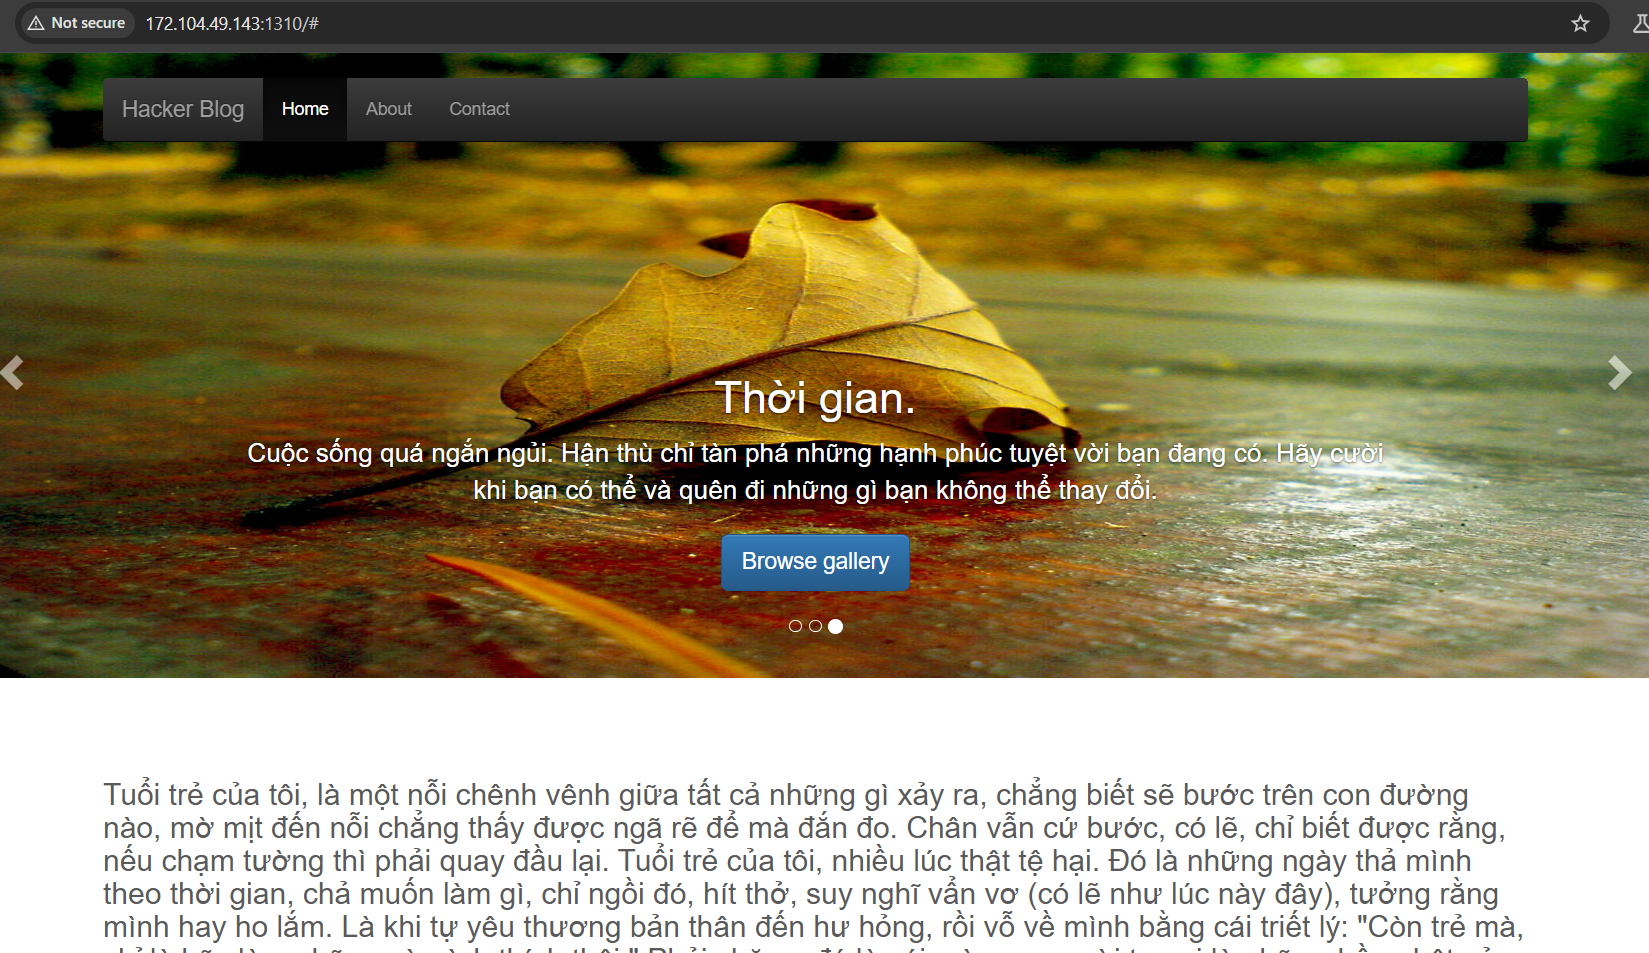 Not secure 172.104.49.143:1310/#
Hacker Blog Home About Contact
Thời gian.
Cuộc sống quá ngắn ngủi. Hận thù chỉ tàn phá những hạnh phúc tuyệt vời bạn đang có. Hãy cười
khi bạn có thể và quên đi những gì bạn không thể thay đổi.
Browse gallery
Tuổi trẻ của tôi, là một nỗi chênh vênh giữa tất cả những gì xảy ra, chẳng biết sẽ bước trên con đường
nào, mờ mịt đến nỗi chẳng thấy được ngã rẽ để mà đắn đo. Chân vẫn cứ bước, có lẽ, chỉ biết được rằng,
nếu chạm tường thì phải quay đầu lại. Tuổi trẻ của tôi, nhiều lúc thật tệ hại. Đó là những ngày thả mình
theo thời gian, chả muốn làm gì, chỉ ngồi đó, hít thở, suy nghĩ vẩn vơ (có lẽ như lúc này đây), tưởng rằng
mình hay ho lắm. Là khi tự yêu thương bản thân đến hư hỏng, rồi vỗ về mình bằng cái triết lý: "Còn trẻ mà,